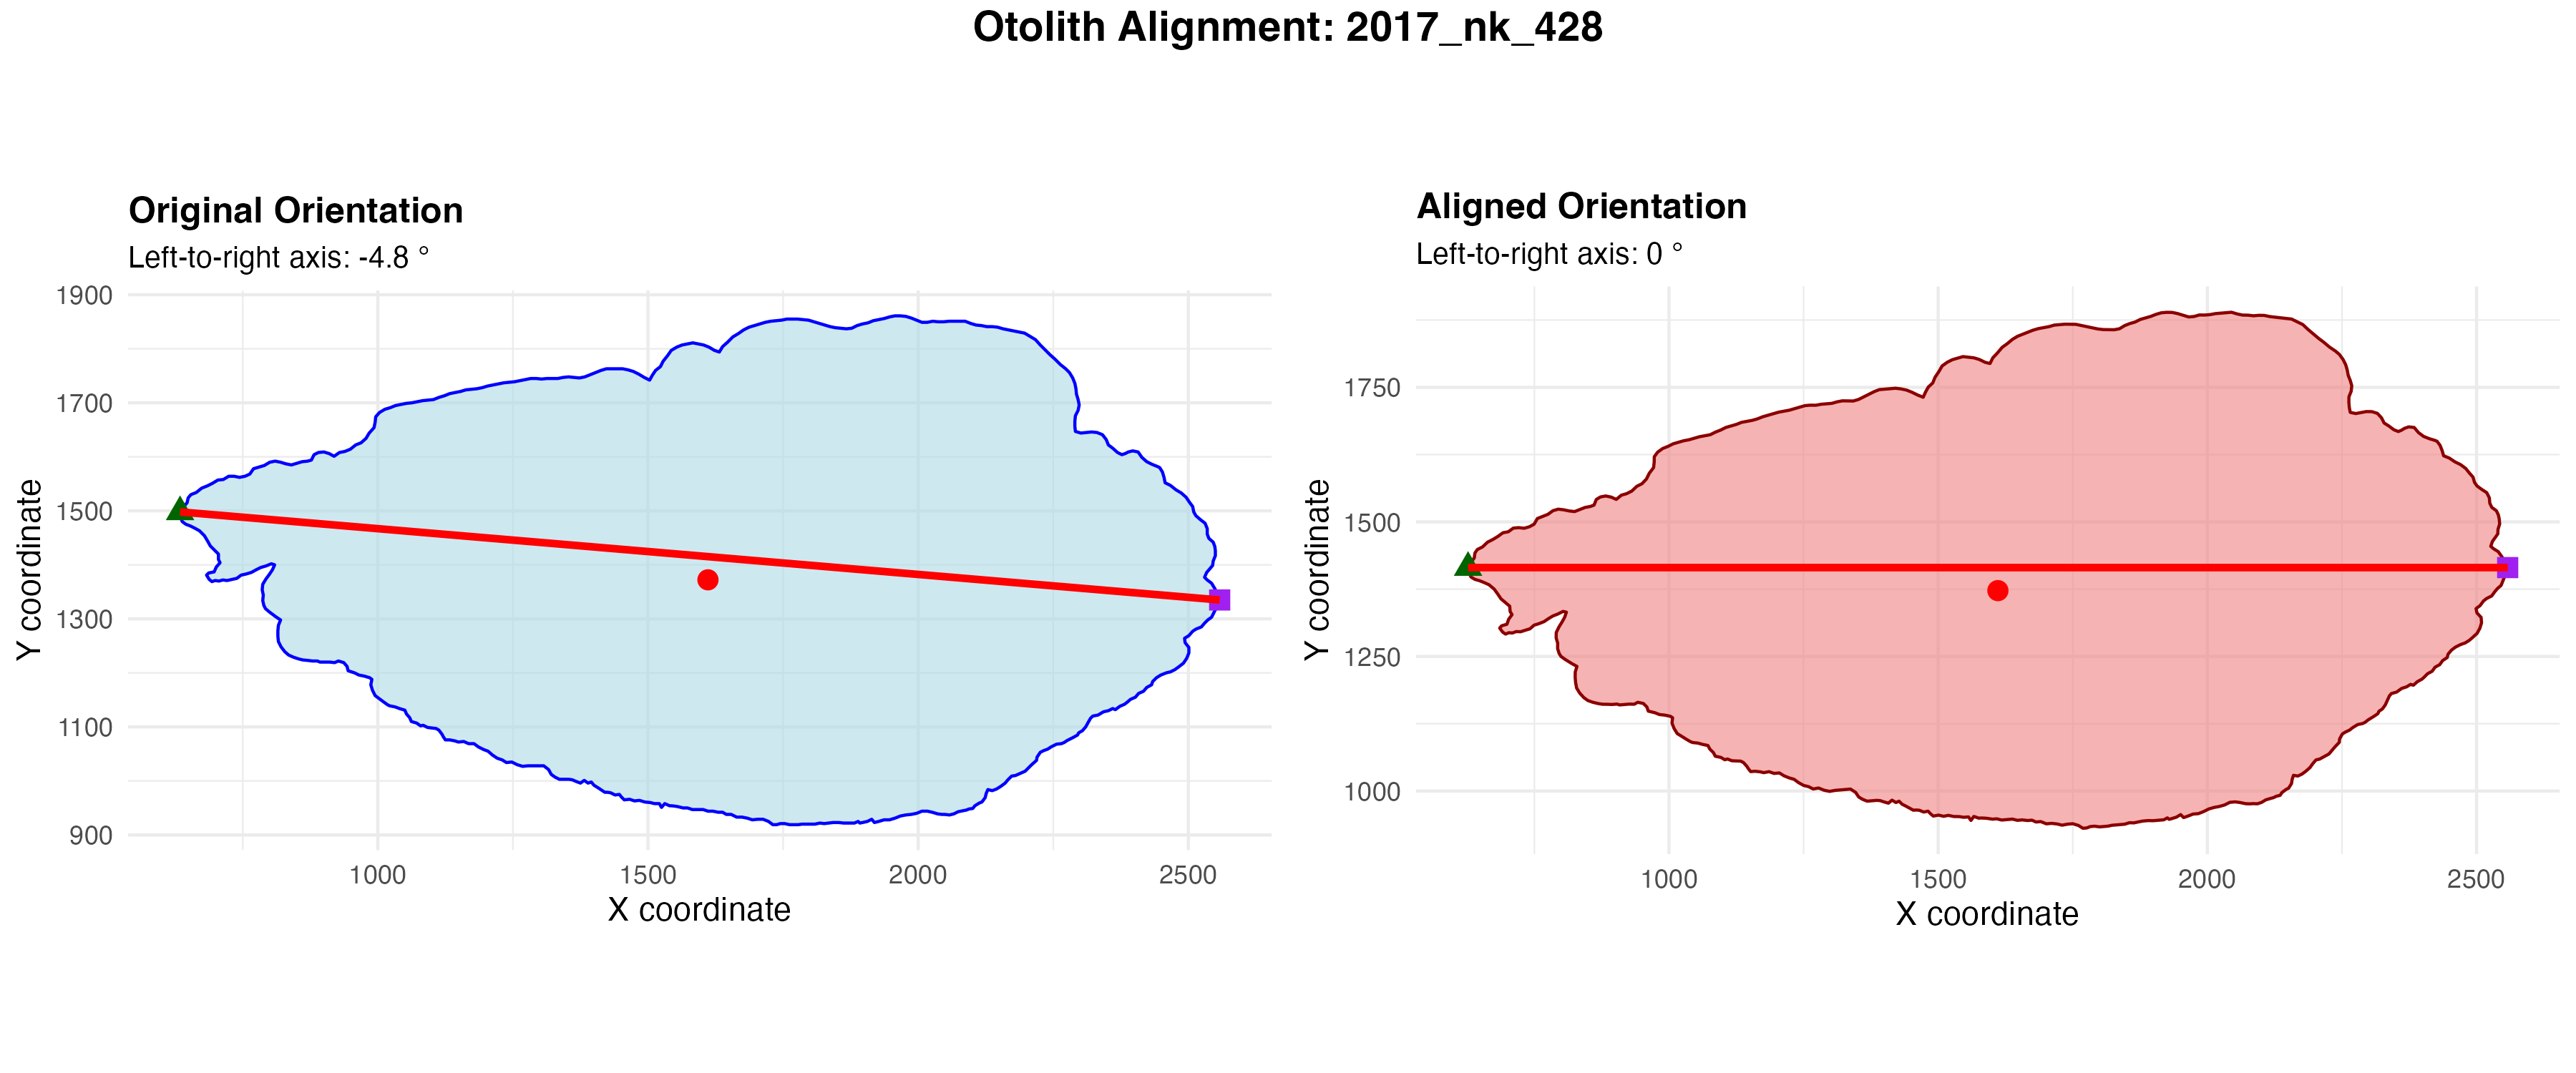 Otolith Alignment: 2017_nk_428
Original Orientation
Left-to-right axis: -4.8 °
1900
1700
1500
1300
1100
900
Y coordinate
1000 1500 2000 2500
X coordinate
Aligned Orientation
Left-to-right axis: 0 °
1750
1500
1250
1000
Y coordinate
1000 1500 2000 2500
X coordinate